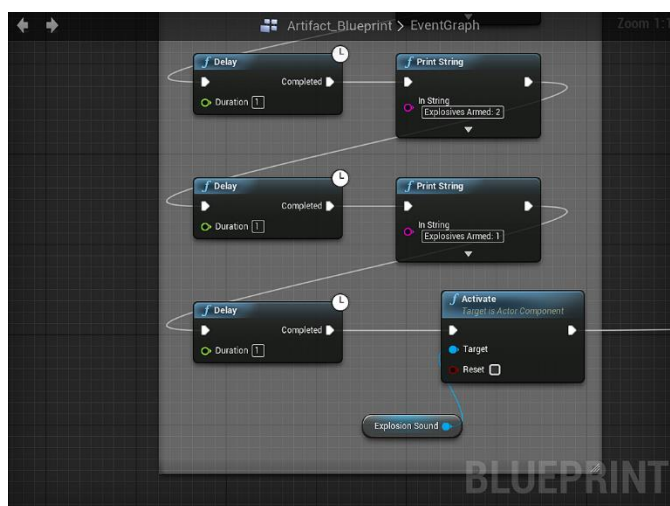 Artifact_Blueprint > EventGraph
Zoom 1:1
f Delay
Completed
Duration 1
f Print String
In String
Explosives Armed: 2
f Delay
Completed
Duration 1
f Print String
In String
Explosives Armed: 1
f Delay
Completed
Duration 1
f Activate
Target is Actor Component
Target
Reset
Explosion Sound
BLUEPRINT